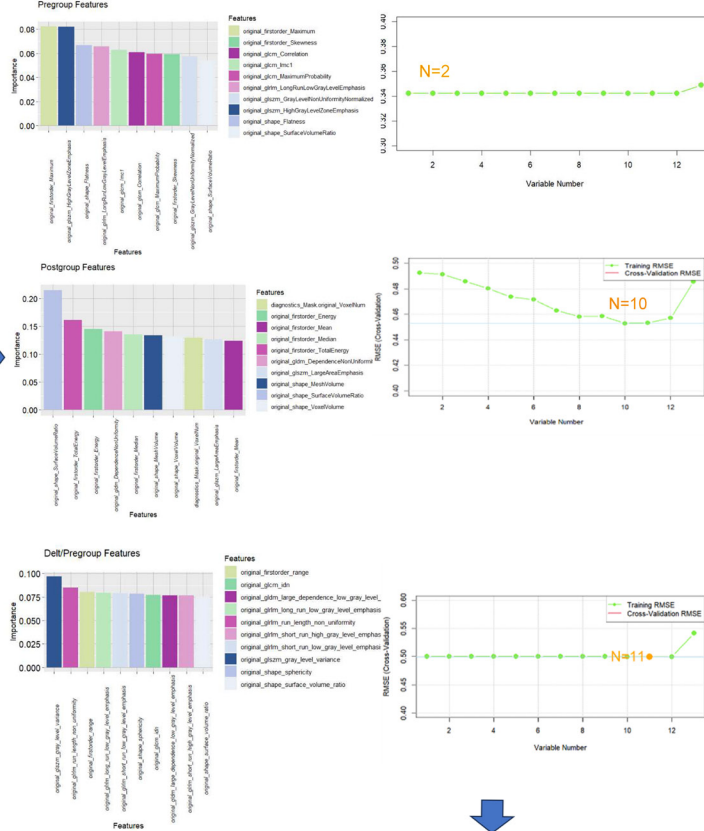 Pregroup Features
Importance
0.08
0.06
0.04
0.02
0.00
original_firstorder_Maximum
original_glszm_HighGrayLevelZoneEmphasis
original_shape_Flatness
original_glrlm_LongRunLowGrayLevelEmphasis
original_glcm_Imc1
original_glcm_Correlation
original_glcm_MaximumProbability
original_firstorder_Skewness
original_glszm_GrayLevelNonUniformityNormalized
original_shape_SurfaceVolumeRatio
Features
Features
original_firstorder_Maximum
original_firstorder_Skewness
original_glcm_Correlation
original_glcm_Imc1
original_glcm_MaximumProbability
original_glrlm_LongRunLowGrayLevelEmphasis
original_glszm_GrayLevelNonUniformityNormalized
original_glszm_HighGrayLevelZoneEmphasis
original_shape_Flatness
original_shape_SurfaceVolumeRatio
0.40
0.38
0.36
0.34
0.32
0.30
N=2
2 4 6 8 10 12
Variable Number
Postgroup Features
Importance
0.20
0.15
0.10
0.05
0.00
original_shape_SurfaceVolumeRatio
original_firstorder_TotalEnergy
original_firstorder_Energy
original_gldm_DependenceNonUniformity
original_firstorder_Median
original_shape_MeshVolume
original_shape_VoxelVolume
diagnostics_Mask.original_VoxelNum
original_glszm_LargeAreaEmphasis
original_firstorder_Mean
Features
Features
diagnostics_Mask.original_VoxelNum
original_firstorder_Energy
original_firstorder_Mean
original_firstorder_Median
original_firstorder_TotalEnergy
original_gldm_DependenceNonUniformit
original_glszm_LargeAreaEmphasis
original_shape_MeshVolume
original_shape_SurfaceVolumeRatio
original_shape_VoxelVolume
RMSE (Cross-Validation)
0.50
0.48
0.46
0.44
0.42
0.40
Training RMSE
Cross-Validation RMSE
N=10
2 4 6 8 10 12
Variable Number
Delt/Pregroup Features
Importance
0.100
0.075
0.050
0.025
0.000
original_glszm_gray_level_variance
original_glrlm_run_length_non_uniformity
original_firstorder_range
original_glrlm_long_run_low_gray_level_emphasis
original_glrlm_short_run_low_gray_level_emphasis
original_shape_sphericity
original_glcm_idn
original_gldm_large_dependence_low_gray_level_emphasis
original_glrlm_short_run_high_gray_level_emphasis
original_shape_surface_volume_ratio
Features
Features
original_firstorder_range
original_glcm_idn
original_gldm_large_dependence_low_gray_level_
original_glrlm_long_run_low_gray_level_emphasis
original_glrlm_run_length_non_uniformity
original_glrlm_short_run_high_gray_level_emphasis
original_glrlm_short_run_low_gray_level_emphasis
original_glszm_gray_level_variance
original_shape_sphericity
original_shape_surface_volume_ratio
RMSE (Cross-Validation)
0.60
0.55
0.50
0.45
0.40
Training RMSE
Cross-Validation RMSE
N=11
2 4 6 8 10 12
Variable Number